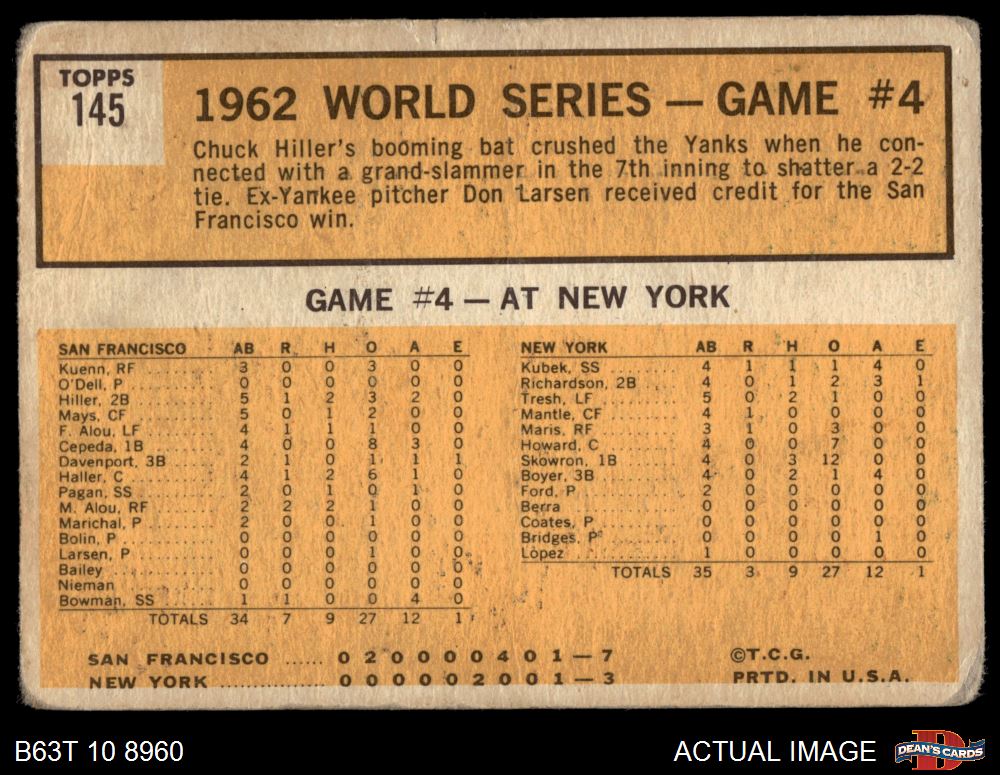 TOPPS
145
1962 WORLD SERIES — GAME #4
Chuck Hiller's booming bat crushed the Yanks when he con-
nected with a grand-slammer in the 7th inning to shatter a 2-2
tie. Ex-Yankee pitcher Don Larsen received credit for the San
Francisco win.
GAME #4 — AT NEW YORK
SAN FRANCISCO AB R H O A E
Kuenn, RF ........ 3 0 0 3 0 0
O'Dell, P ........ 0 0 0 0 0 0
Hiller, 2B ........ 5 1 2 3 2 0
Mays, CF ........ 5 0 1 2 0 0
F. Alou, LF ........ 4 1 1 1 0 0
Cepeda, 1B ........ 4 0 0 8 3 0
Davenport, 3B ........ 2 1 0 1 1 1
Haller, C ........ 4 1 2 6 1 0
Pagan, SS ........ 2 0 1 0 1 0
M. Alou, RF ........ 2 2 2 1 0 0
Marichal, P ........ 2 0 0 1 0 0
Bolin, P ........ 0 0 0 0 0 0
Larsen, P ........ 0 0 0 1 0 0
Bailey ........ 0 0 0 0 0 0
Nieman ........ 0 0 0 0 0 0
Bowman, SS ........ 1 1 0 0 4 0
TOTALS 34 7 9 27 12 1
NEW YORK AB R H O A E
Kubek, SS ........ 4 1 1 1 4 0
Richardson, 2B ........ 4 0 1 2 3 1
Tresh, LF ........ 5 0 2 1 0 0
Mantle, CF ........ 4 1 0 0 0 0
Maris, RF ........ 3 1 0 3 0 0
Howard, C ........ 4 0 0 7 0 0
Skowron, 1B ........ 4 0 3 12 0 0
Boyer, 3B ........ 4 0 2 1 4 0
Ford, P ........ 2 0 0 0 0 0
Berra ........ 0 0 0 0 0 0
Coates, P ........ 0 0 0 0 0 0
Bridges, P ........ 0 0 0 0 1 0
Lopez ........ 1 0 0 0 0 0
TOTALS 35 3 9 27 12 1
SAN FRANCISCO ...... 0 2 0 0 0 0 4 0 1 — 7
NEW YORK ............... 0 0 0 0 0 2 0 0 1 — 3
©T.C.G.
PRTD. IN U.S.A.
B63T 10 8960
ACTUAL IMAGE
DEAN'S CARDS